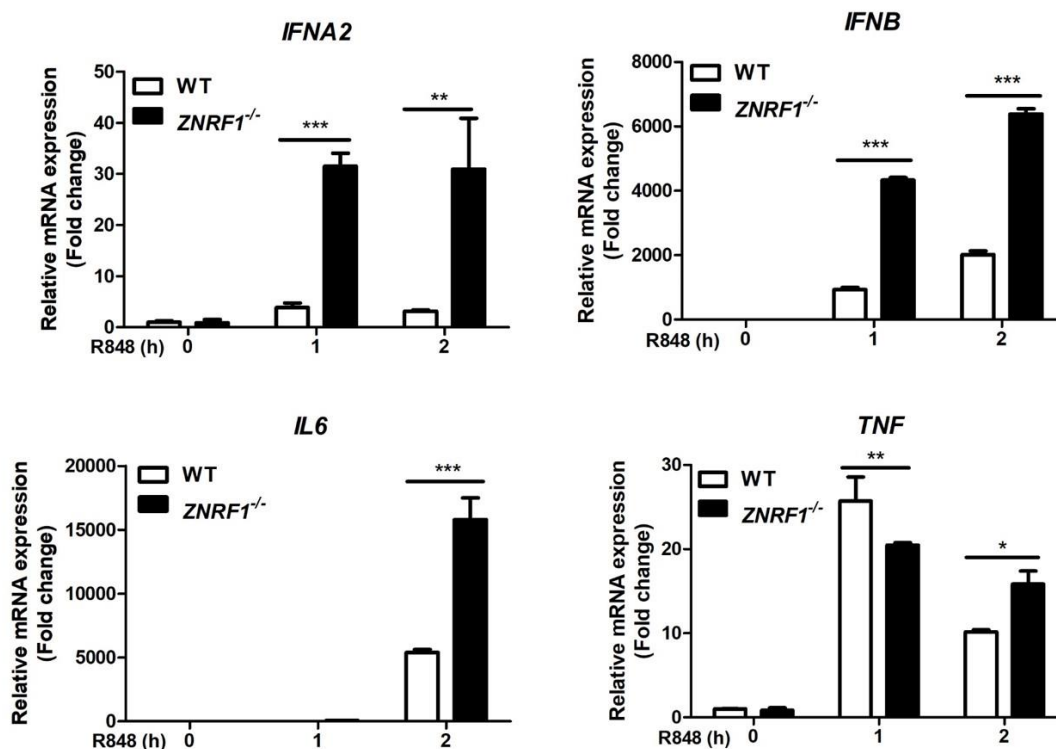 IFNA2
Relative mRNA expression
(Fold change)
50
40
30
20
10
0
WT
ZNRF1-/-
***
**
R848 (h) 0 1 2
IFNB
Relative mRNA expression
(Fold change)
8000
6000
4000
2000
0
WT
ZNRF1-/-
***
***
R848 (h) 0 1 2
IL6
Relative mRNA expression
(Fold change)
20000
15000
10000
5000
0
WT
ZNRF1-/-
***
R848 (h) 0 1 2
TNF
Relative mRNA expression
(Fold change)
30
20
10
0
WT
ZNRF1-/-
**
*
R848 (h) 0 1 2